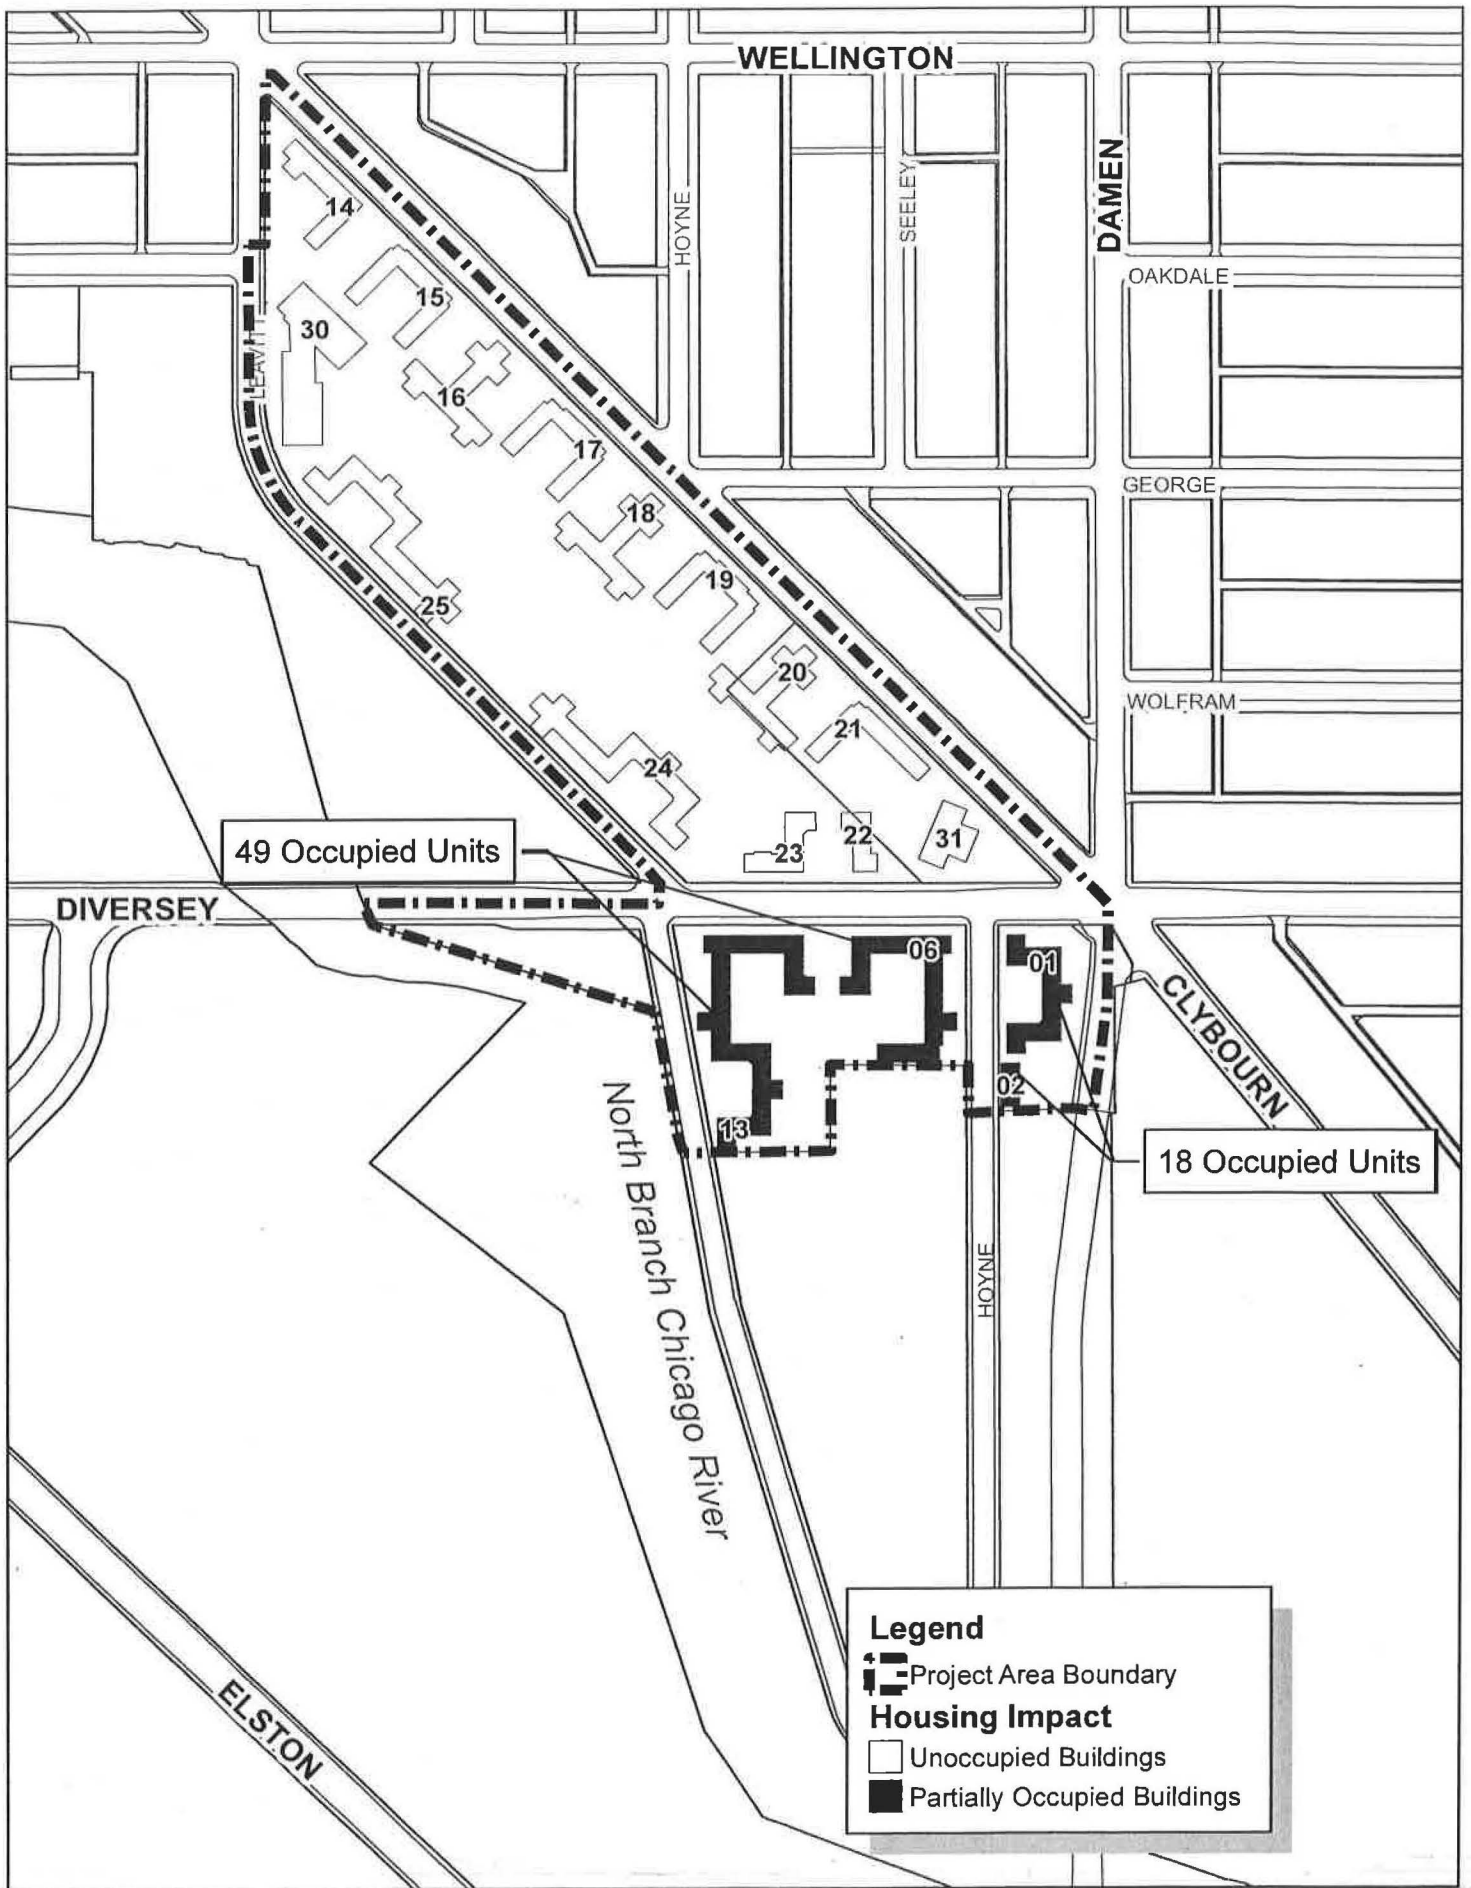 WELLINGTON
DAMEN
SEELEY
HOYNE
14
OAKDALE
15
30
LEAVITT
16
17
GEORGE
18
19
25
20
WOLFRAM
21
24
22
31
23
49 Occupied Units
DIVERSEY
06
01
CLYBOURN
02
13
18 Occupied Units
North Branch Chicago River
HOYNE
ELSTON
Legend
Project Area Boundary
Housing Impact
Unoccupied Buildings
Partially Occupied Buildings